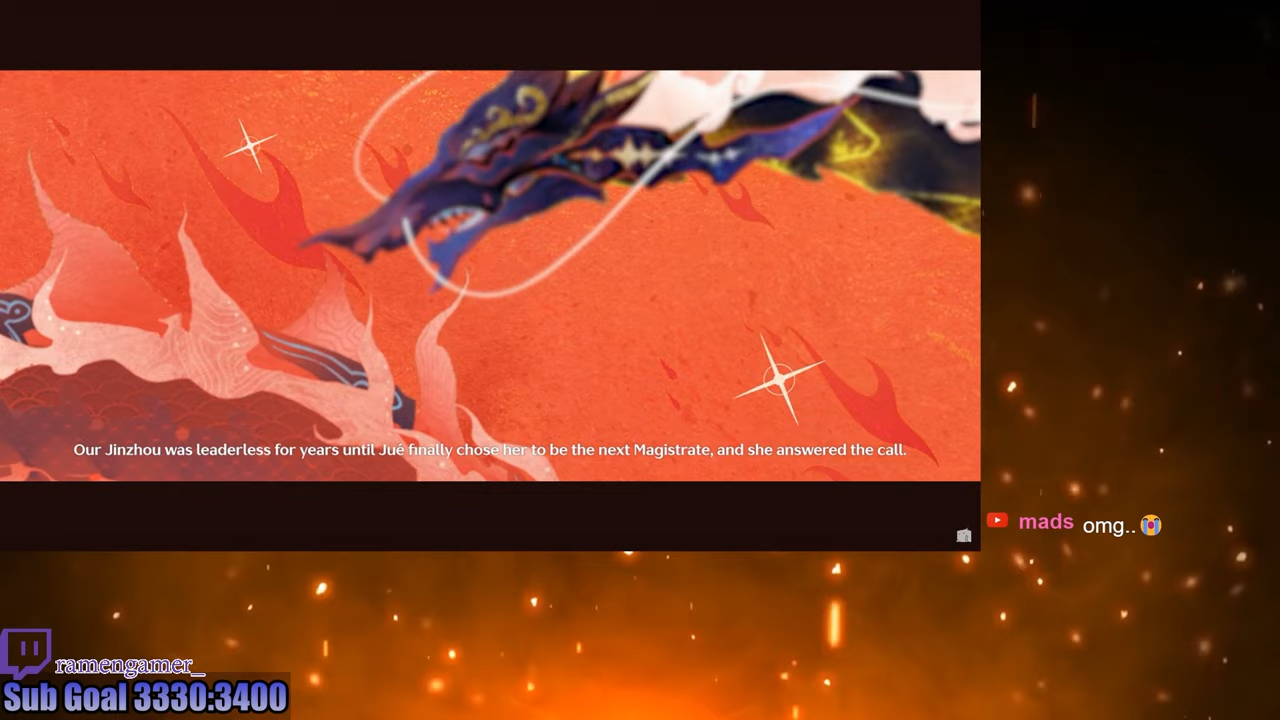 Our Jinzhou was leaderless for years until Jué finally chose her to be the next Magistrate, and she answered the call.
mads omg..😭
ramengamer_
Sub Goal 3330:3400